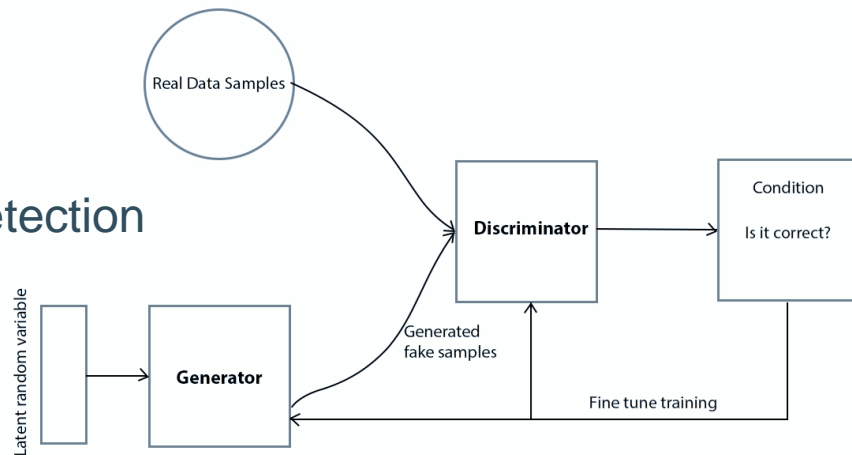 Real Data Samples
etection
Discriminator
Condition
Is it correct?
Latent random variable
Generator
Generated
fake samples
Fine tune training